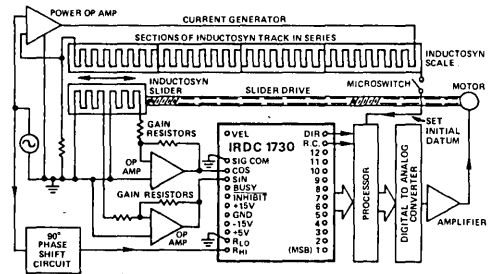 POWER OP AMP
CURRENT GENERATOR
SECTIONS OF INDUCTOSYN TRACK IN SERIES
INDUCTOSYN
SCALE
MICROSWITCH
MOTOR
INDUCTOSYN
SLIDER
SLIDER DRIVE
SET
INITIAL
DATUM
GAIN
RESISTORS
OP
AMP
GAIN RESISTORS
OP
AMP
IRDC 1730
VEL
SIG COM
COS
SIN
BUSY
INHIBIT
+15V
GND
-15V
+5V
RLO
RHI
DIR
R.C.
12
11
10
9
8
7
6
5
4
3
2
(MSB) 1
PROCESSOR
DIGITAL TO ANALOG
CONVERTER
AMPLIFIER
90°
PHASE
SHIFT
CIRCUIT